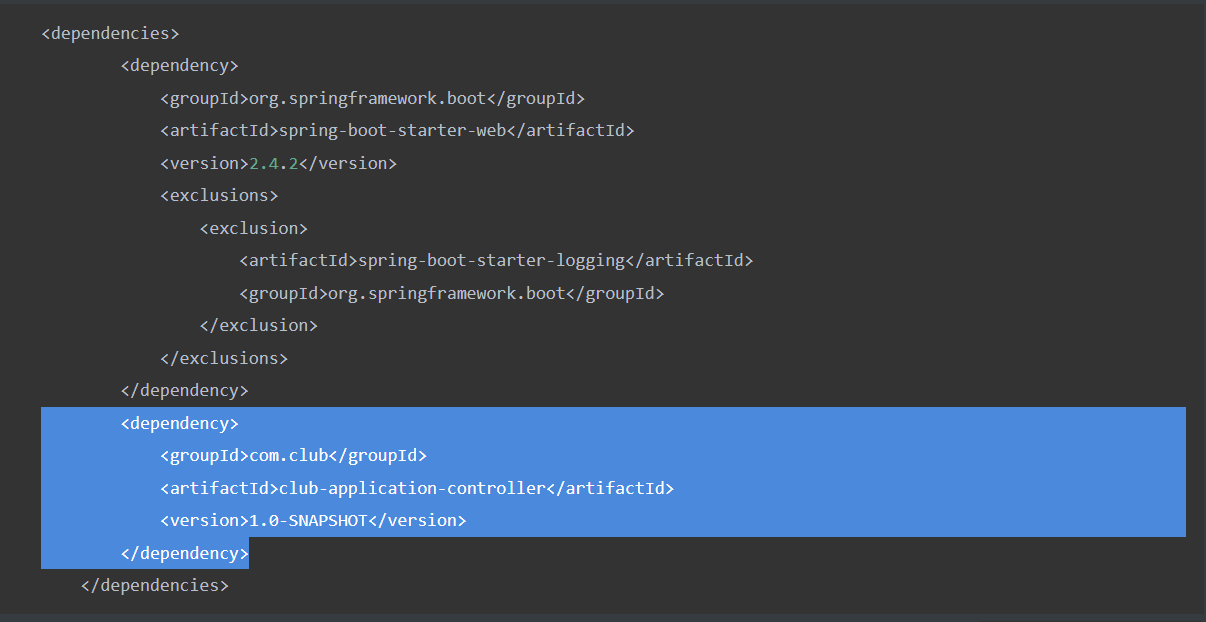 <dependencies>
<dependency>
<groupId>org.springframework.boot</groupId>
<artifactId>spring-boot-starter-web</artifactId>
<version>2.4.2</version>
<exclusions>
<exclusion>
<artifactId>spring-boot-starter-logging</artifactId>
<groupId>org.springframework.boot</groupId>
</exclusion>
</exclusions>
</dependency>
<dependency>
<groupId>com.club</groupId>
<artifactId>club-application-controller</artifactId>
<version>1.0-SNAPSHOT</version>
</dependency>
</dependencies>